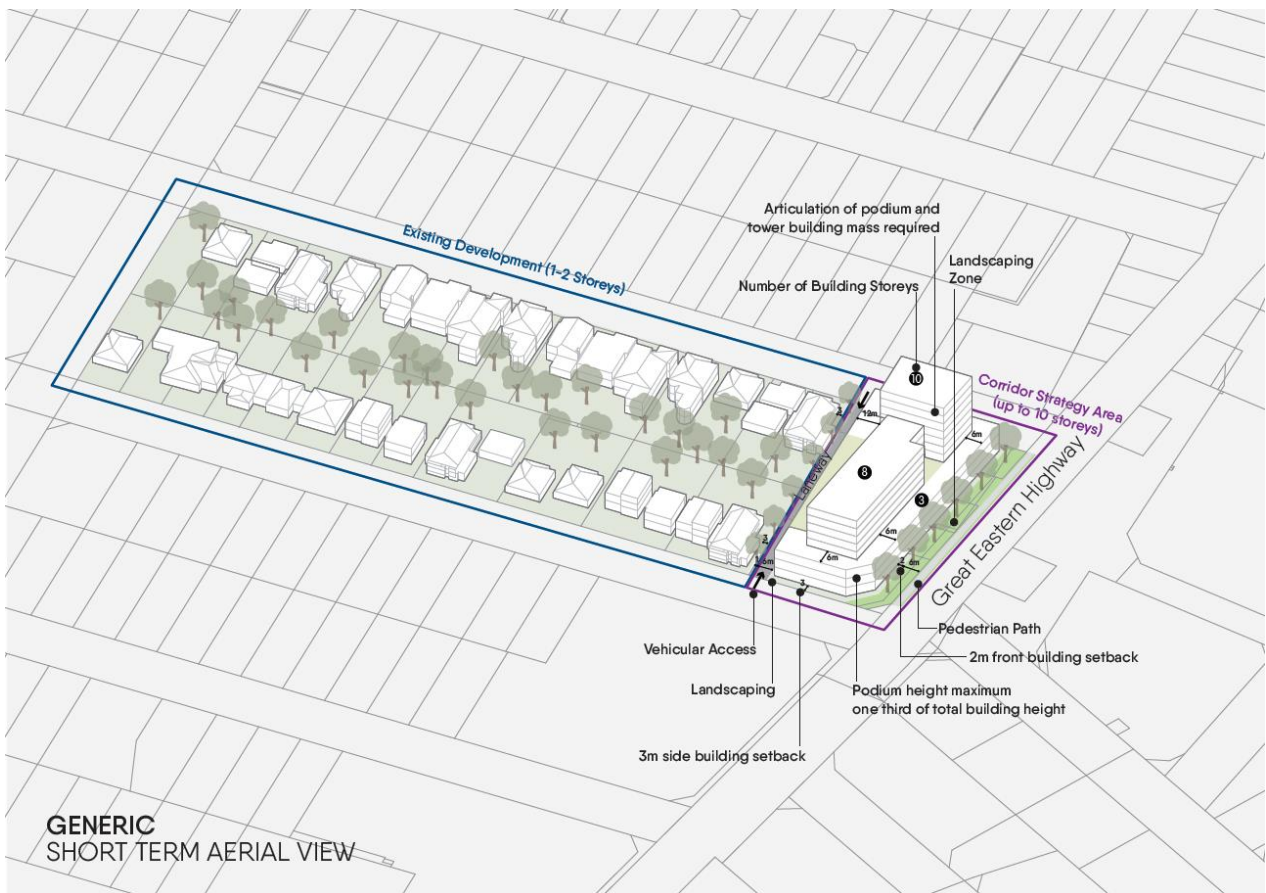 Articulation of podium and
tower building mass required
Landscaping
Zone
Number of Building Storeys
Existing Development (1-2 Storeys)
10
Corridor Strategy Area
(up to 10 storeys)
3
12m
6m
Laneway
8
3
6m
6m
3
1 6m
2
6m
3
Great Eastern Highway
Pedestrian Path
Vehicular Access
2m front building setback
Landscaping
Podium height maximum
one third of total building height
3m side building setback
GENERIC
SHORT TERM AERIAL VIEW